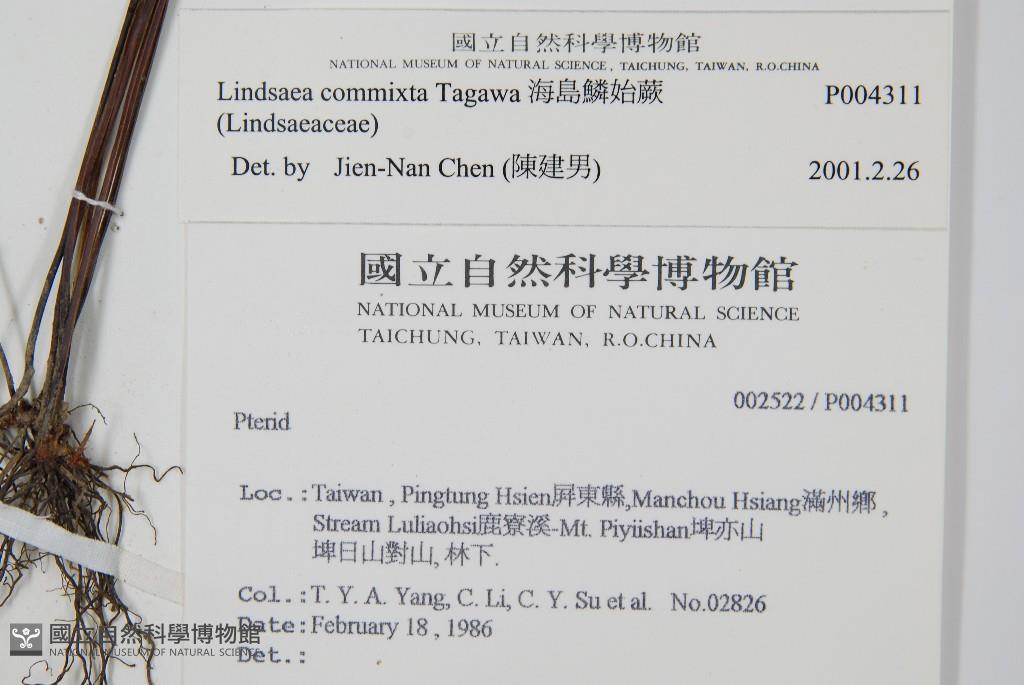 國立自然科學博物館
NATIONAL MUSEUM OF NATURAL SCIENCE, TAICHUNG, TAIWAN, R.O.CHINA
Lindsaea commixta Tagawa 海島鱗始蕨 P004311
(Lindsaeaceae)
Det. by Jien-Nan Chen (陳建男) 2001.2.26
國立自然科學博物館
NATIONAL MUSEUM OF NATURAL SCIENCE
TAICHUNG, TAIWAN, R.O.CHINA
002522 / P004311
Pterid
Loc.:Taiwan , Pingtung Hsien屏東縣,Manchou Hsiang滿州鄉 ,
Stream Luliaohsi鹿寮溪-Mt. Piyiishan埤亦山
埤日山對山, 林下.
Col.:T. Y. A. Yang, C. Li, C. Y. Su et al. No.02826
Date:February 18 , 1986
Det.:
國立自然科學博物館
NATIONAL MUSEUM OF NATURAL SCIENCE